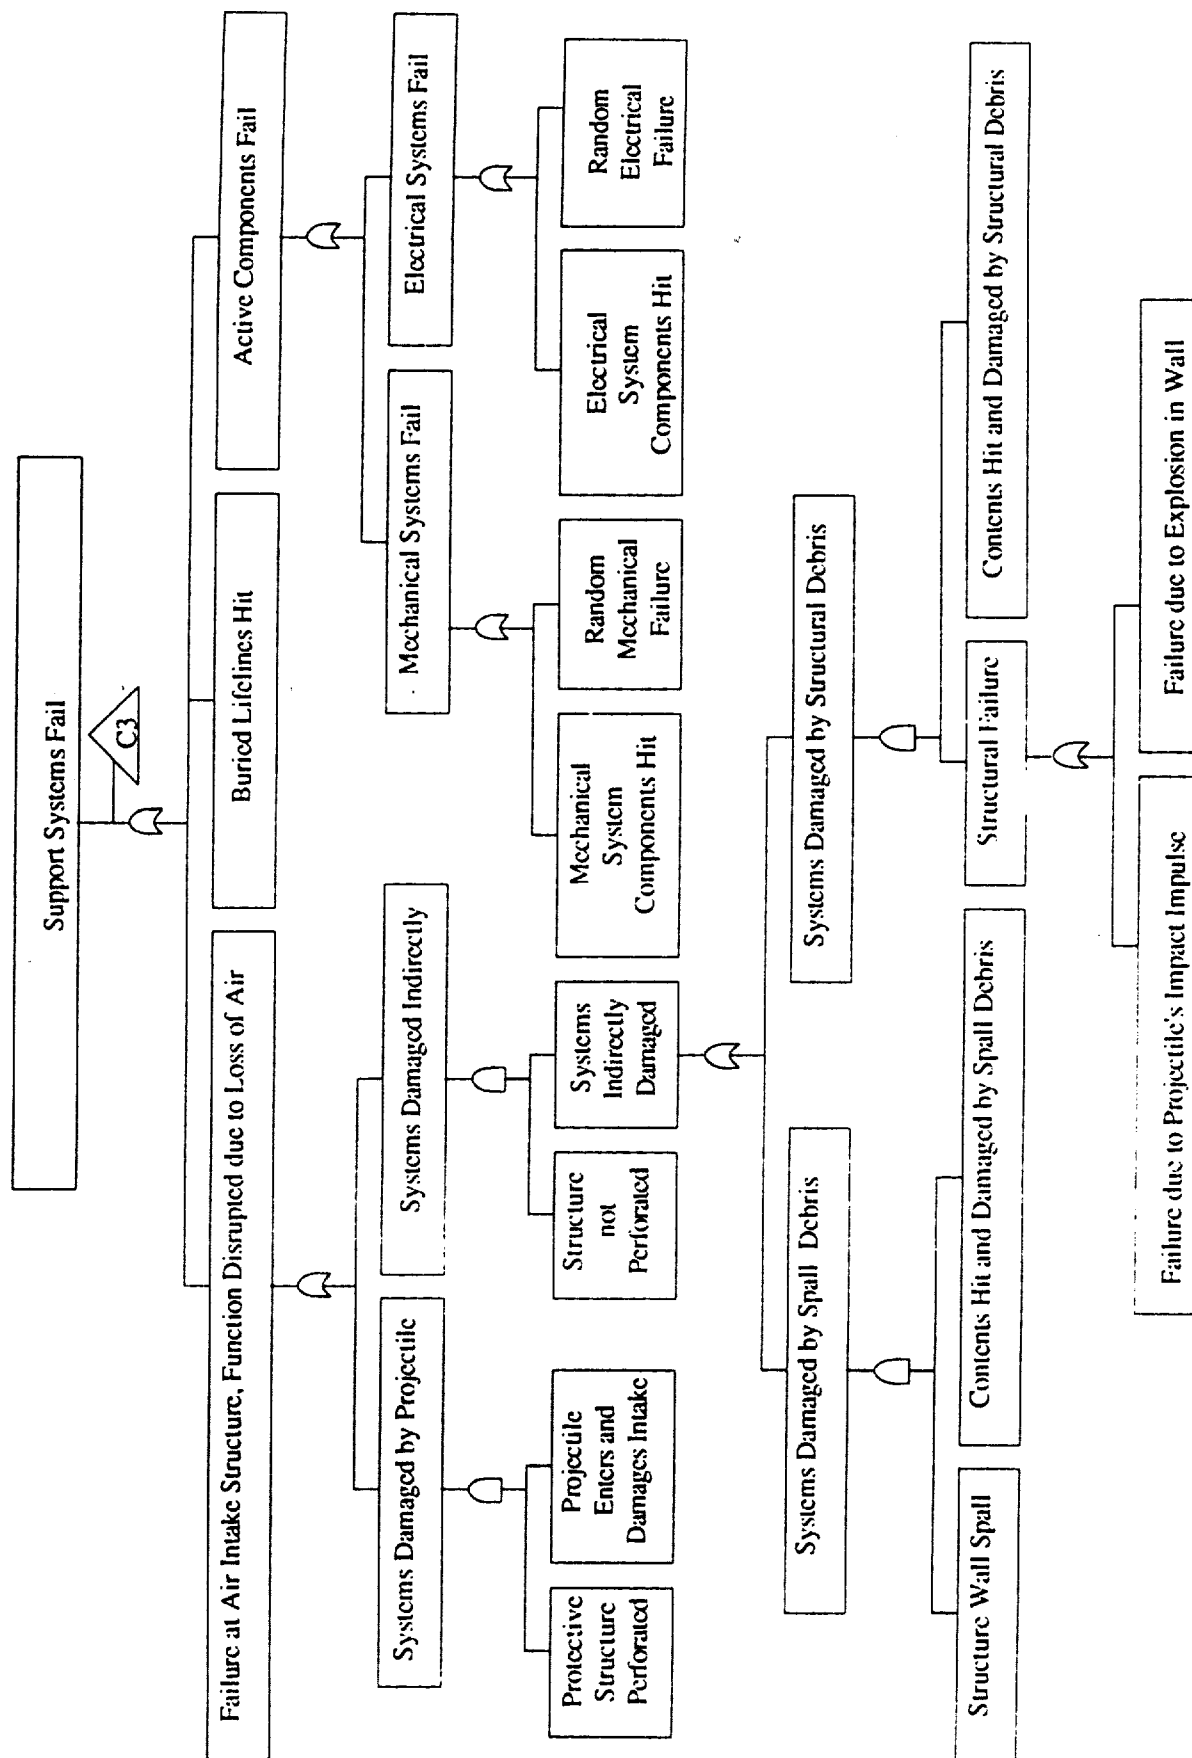 Support Systems Fail
C3
Failure at Air Intake Structure, Function Disrupted due to Loss of Air
Buried Lifelines Hit
Active Components Fail
Systems Damaged by Projectile
Systems Damaged Indirectly
Mechanical Systems Fail
Electrical Systems Fail
Protective
Structure
Perforated
Projectile
Enters and
Damages Intake
Structure
not
Perforated
Systems
Indirectly
Damaged
Mechanical
System
Components Hit
Random
Mechanical
Failure
Electrical
System
Components Hit
Random
Electrical
Failure
Systems Damaged by Spall Debris
Systems Damaged by Structural Debris
Structure Wall Spall
Contents Hit and Damaged by Spall Debris
Structural Failure
Contents Hit and Damaged by Structural Debris
Failure due to Projectile's Impact Impulse
Failure due to Explosion in Wall